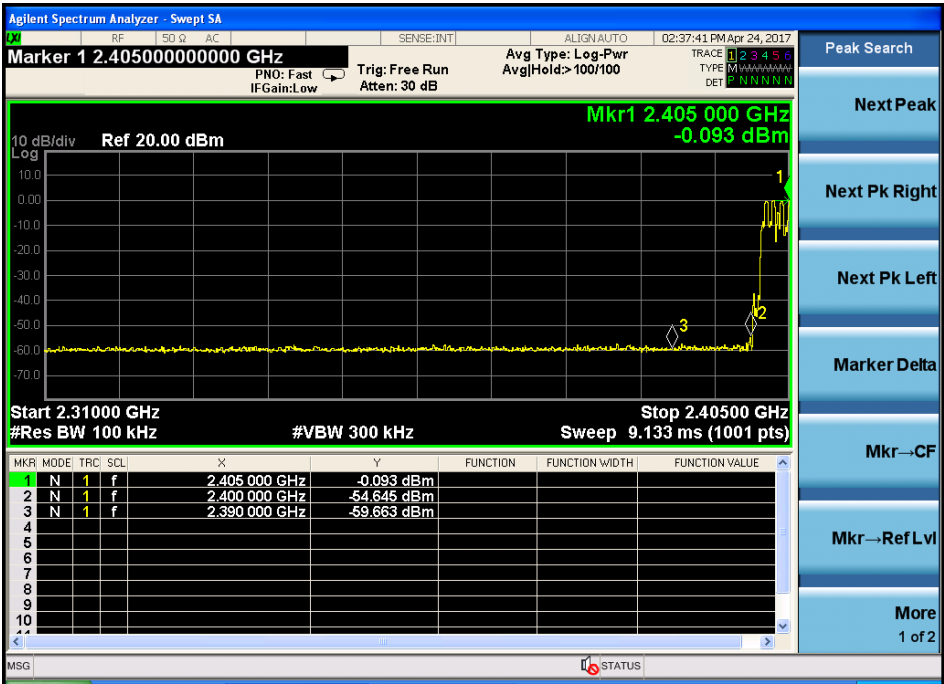 Agilent Spectrum Analyzer - Swept SA
LXI RF 50 Ω AC SENSE:INT ALIGN AUTO 02:37:41 PM Apr 24, 2017
Marker 1 2.405000000000 GHz
PNO: Fast
IFGain:Low
Trig: Free Run
Atten: 30 dB
Avg Type: Log-Pwr
Avg|Hold:>100/100
TRACE 1 2 3 4 5 6
TYPE M
DET P N N N N N
Mkr1 2.405 000 GHz
-0.093 dBm
10 dB/div Ref 20.00 dBm
Log
10.0
0.00
-10.0
-20.0
-30.0
-40.0
-50.0
-60.0
-70.0
1
2
3
Start 2.31000 GHz Stop 2.40500 GHz
#Res BW 100 kHz #VBW 300 kHz Sweep 9.133 ms (1001 pts)
MKR MODE TRC SCL X Y FUNCTION FUNCTION WIDTH FUNCTION VALUE
1 N 1 f 2.405 000 GHz -0.093 dBm
2 N 1 f 2.400 000 GHz -54.645 dBm
3 N 1 f 2.390 000 GHz -59.663 dBm
4
5
6
7
8
9
10
MSG STATUS
Peak Search
Next Peak
Next Pk Right
Next Pk Left
Marker Delta
Mkr→CF
Mkr→Ref Lvl
More
1 of 2